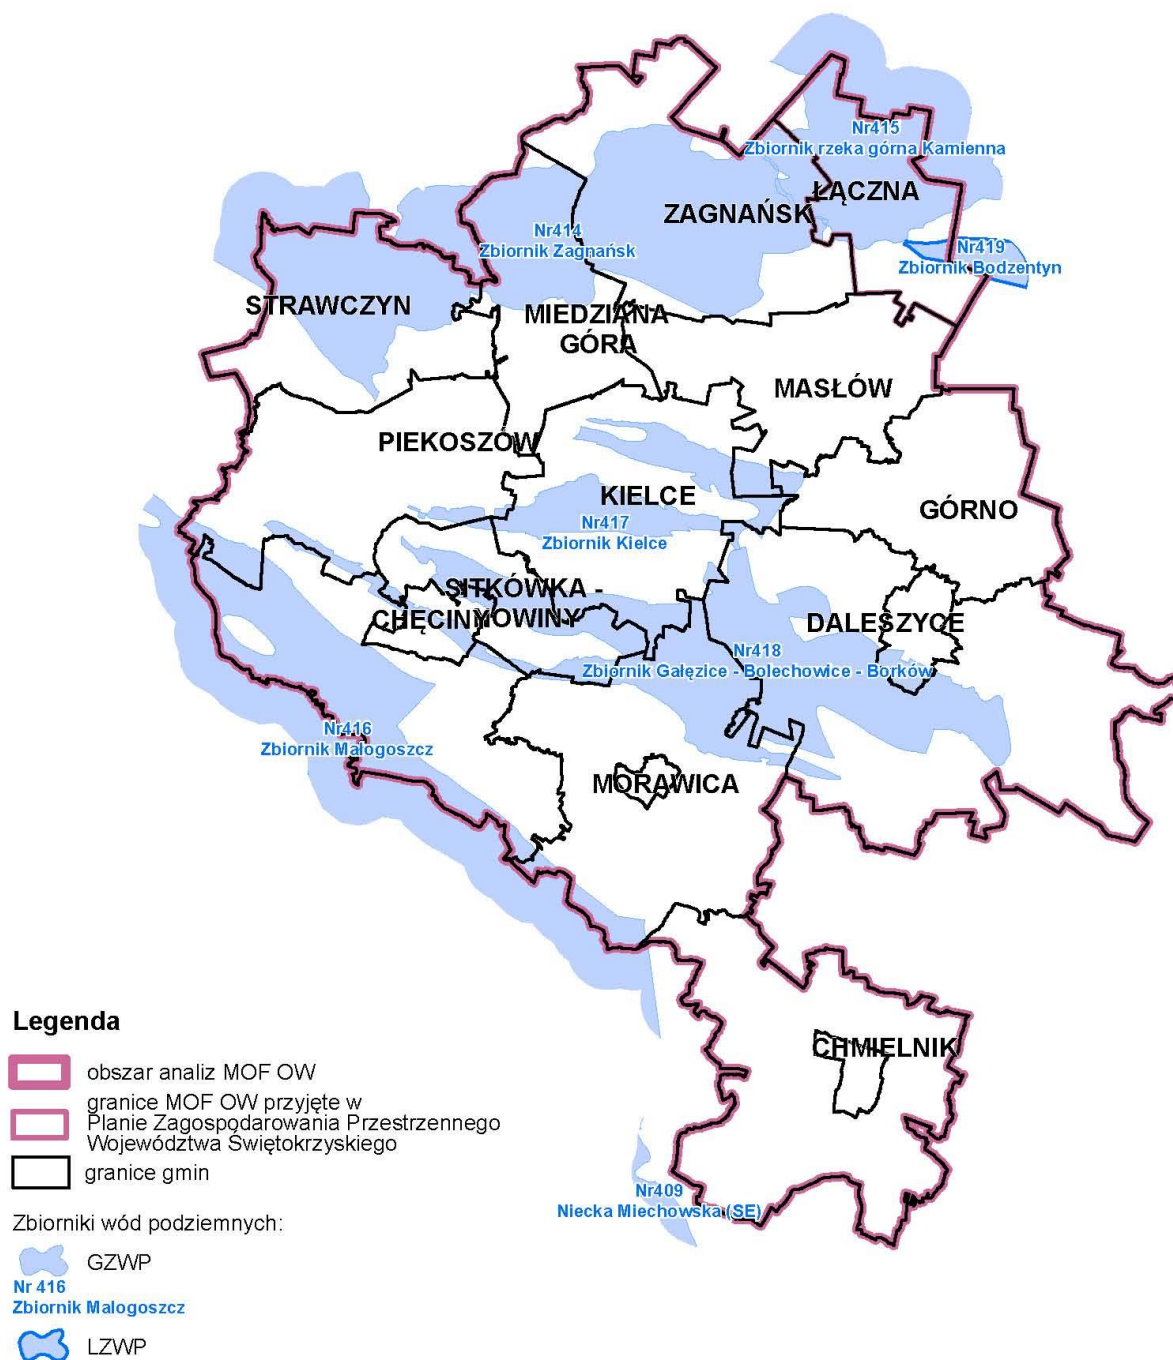 Nr415
Zbiornik rzeka górna Kamienna
ŁĄCZNA
ZAGNAŃSK
Nr414
Zbiornik Zagnańsk
Nr419
Zbiornik Bodzentyn
STRAWCZYN
MIEDZIANA
GÓRA
MASŁÓW
PIEKOSZÓW
KIELCE
GÓRNO
Nr417
Zbiornik Kielce
SITKÓWKA -
NOWINY
CHĘCINY
DALESZYCE
Nr418
Zbiornik Gałęzice - Bolechowice - Borków
Nr416
Zbiornik Małogoszcz
MORAWICA
CHMIELNIK
Nr409
Niecka Miechowska (SE)
Legenda
obszar analiz MOF OW
granice MOF OW przyjęte w
Planie Zagospodarowania Przestrzennego
Województwa Świętokrzyskiego
granice gmin
Zbiorniki wód podziemnych:
GZWP
Nr 416
Zbiornik Malogoszcz
LZWP